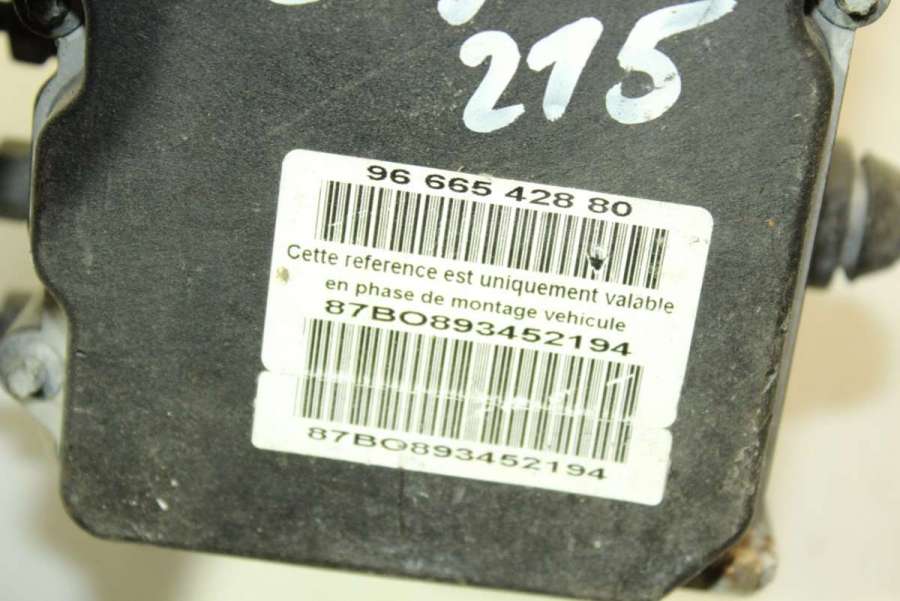 215
96 665 428 80
Cette reference est uniquement valable
en phase de montage vehicule
87BO893452194
87BO893452194